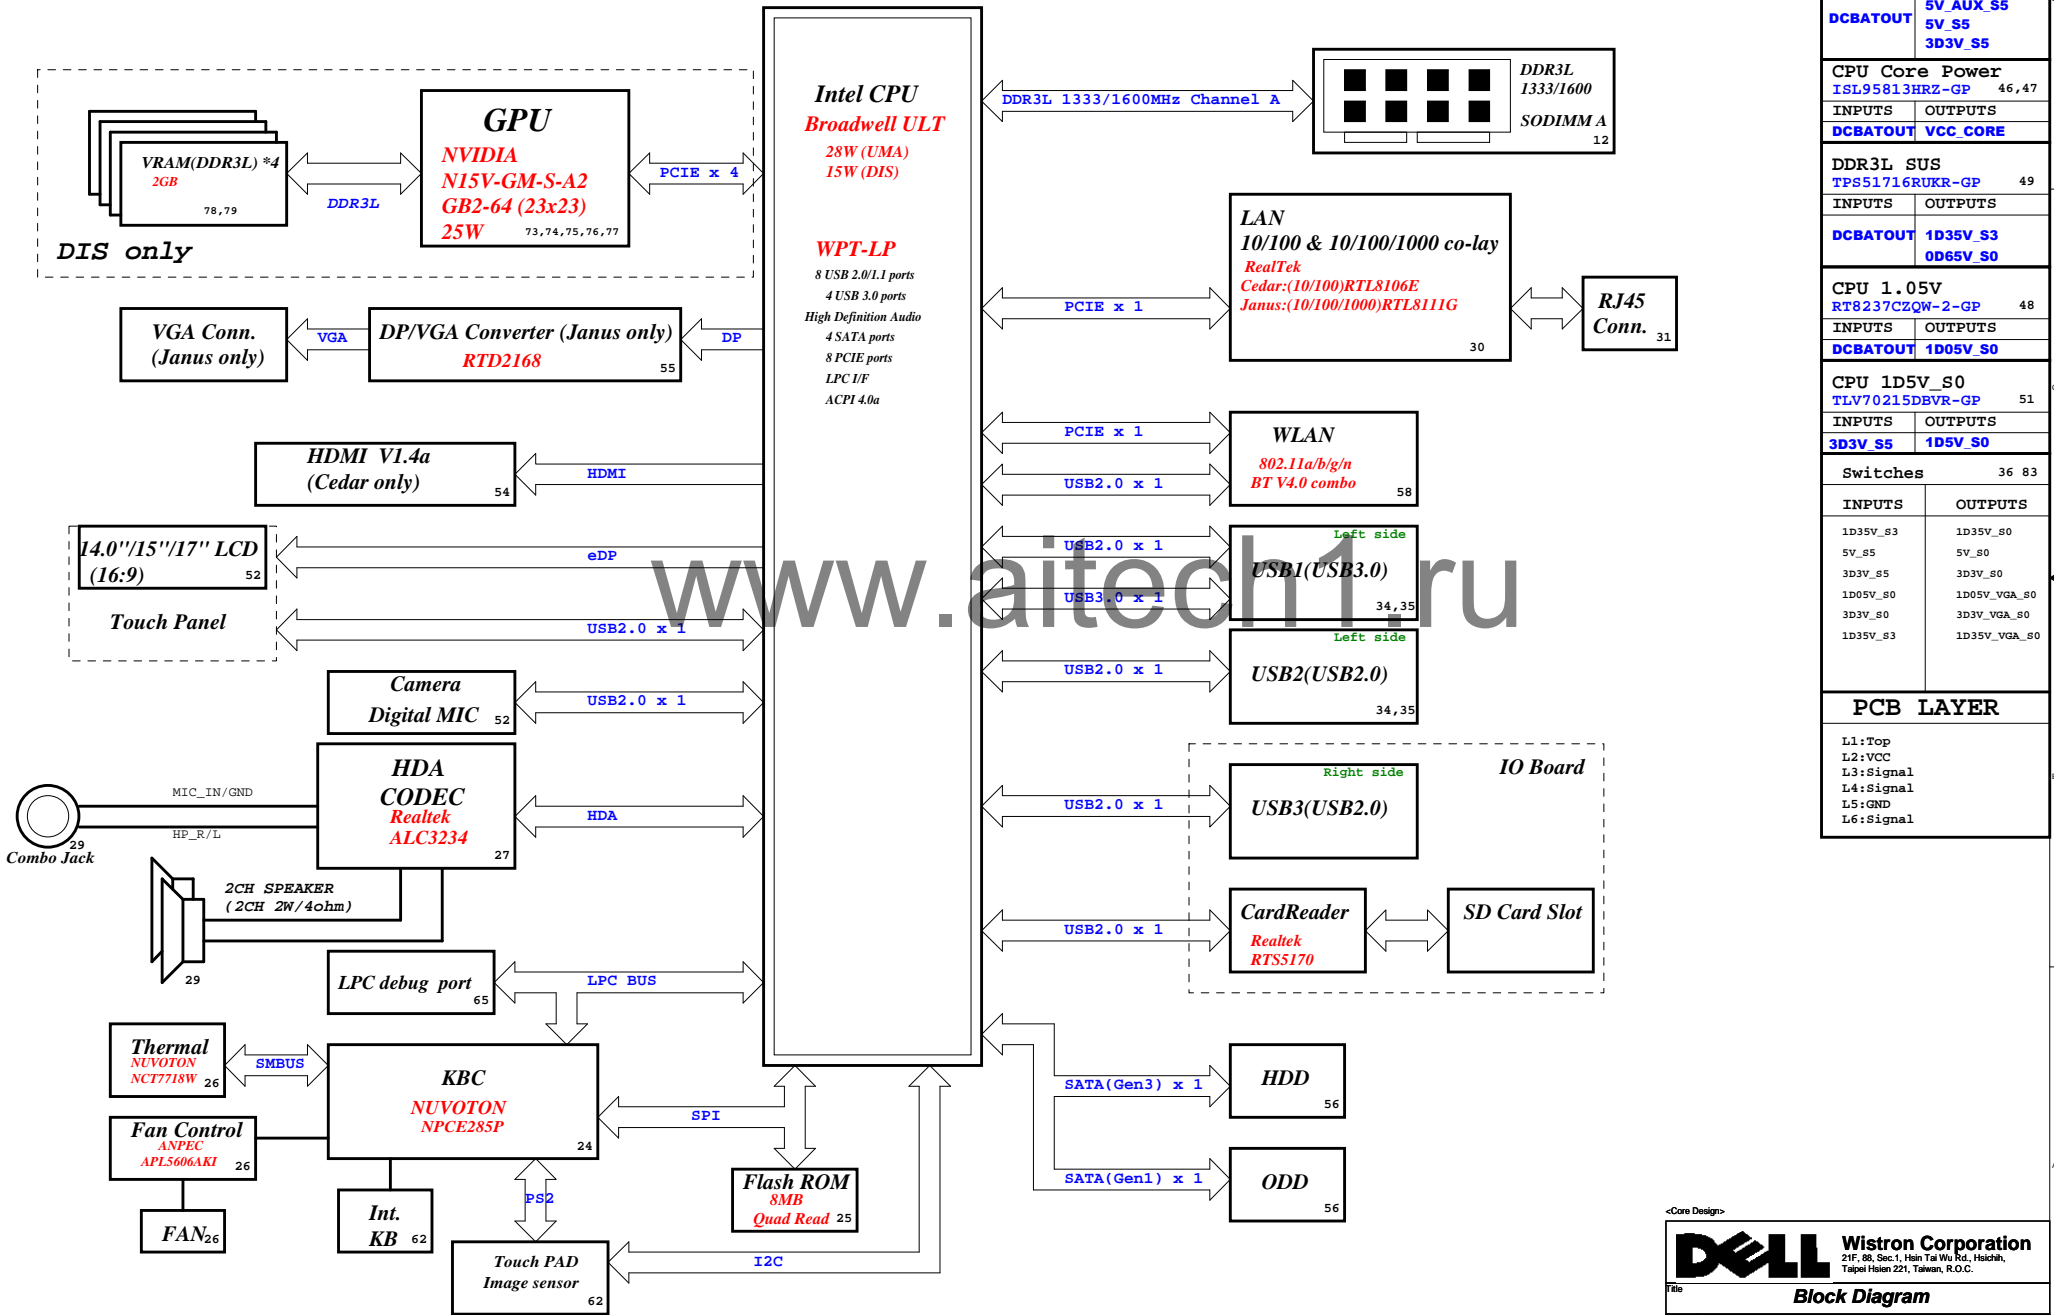 VRAM(DDR3L) *4
2GB
78,79
DDR3L
GPU
NVIDIA
N15V-GM-S-A2
GB2-64 (23x23)
25W
73,74,75,76,77
PCIE x 4
DIS only
VGA Conn.
(Janus only)
VGA
DP/VGA Converter (Janus only)
RTD2168
55
DP
HDMI V1.4a
(Cedar only)
54
HDMI
14.0"/15"/17" LCD
(16:9)
52
eDP
Touch Panel
USB2.0 x 1
Camera
Digital MIC
52
USB2.0 x 1
HDA
CODEC
Realtek
ALC3234
27
HDA
MIC_IN/GND
HP_R/L
29
Combo Jack
2CH SPEAKER
(2CH 2W/4ohm)
29
LPC debug port
65
LPC BUS
Thermal
NUVOTON
NCT7718W
26
SMBUS
KBC
NUVOTON
NPCE285P
24
SPI
Fan Control
ANPEC
APL5606AKI
26
FAN
26
Int.
KB
62
PS2
Touch PAD
Image sensor
62
I2C
Flash ROM
8MB
Quad Read
25
Intel CPU
Broadwell ULT
28W (UMA)
15W (DIS)
WPT-LP
8 USB 2.0/1.1 ports
4 USB 3.0 ports
High Definition Audio
4 SATA ports
8 PCIE ports
LPC I/F
ACPI 4.0a
DDR3L 1333/1600MHz Channel A
DDR3L
1333/1600
SODIMM A
12
PCIE x 1
LAN
10/100 & 10/100/1000 co-lay
RealTek
Cedar:(10/100)RTL8106E
Janus:(10/100/1000)RTL8111G
30
RJ45
Conn.
31
PCIE x 1
USB2.0 x 1
WLAN
802.11a/b/g/n
BT V4.0 combo
58
USB2.0 x 1
USB3.0 x 1
Left side
USB1(USB3.0)
34,35
www.aitech1.ru
USB2.0 x 1
Left side
USB2(USB2.0)
34,35
IO Board
USB2.0 x 1
Right side
USB3(USB2.0)
USB2.0 x 1
CardReader
Realtek
RTS5170
SD Card Slot
SATA(Gen3) x 1
HDD
56
SATA(Gen1) x 1
ODD
56
DCBATOUT
5V_AUX_S5
5V_S5
3D3V_S5
CPU Core Power
ISL95813HRZ-GP 46,47
INPUTS OUTPUTS
DCBATOUT VCC_CORE
DDR3L SUS
TPS51716RUKR-GP 49
INPUTS OUTPUTS
DCBATOUT 1D35V_S3
0D65V_S0
CPU 1.05V
RT8237CZQW-2-GP 48
INPUTS OUTPUTS
DCBATOUT 1D05V_S0
CPU 1D5V_S0
TLV70215DBVR-GP 51
INPUTS OUTPUTS
3D3V_S5 1D5V_S0
Switches 36 83
INPUTS OUTPUTS
1D35V_S3 1D35V_S0
5V_S5 5V_S0
3D3V_S5 3D3V_S0
1D05V_S0 1D05V_VGA_S0
3D3V_S0 3D3V_VGA_S0
1D35V_S3 1D35V_VGA_S0
PCB LAYER
L1:Top
L2:VCC
L3:Signal
L4:Signal
L5:GND
L6:Signal
<Core Design>
DELL
Wistron Corporation
21F, 88, Sec.1, Hsin Tai Wu Rd., Hsichih,
Taipei Hsien 221, Taiwan, R.O.C.
Title
Block Diagram